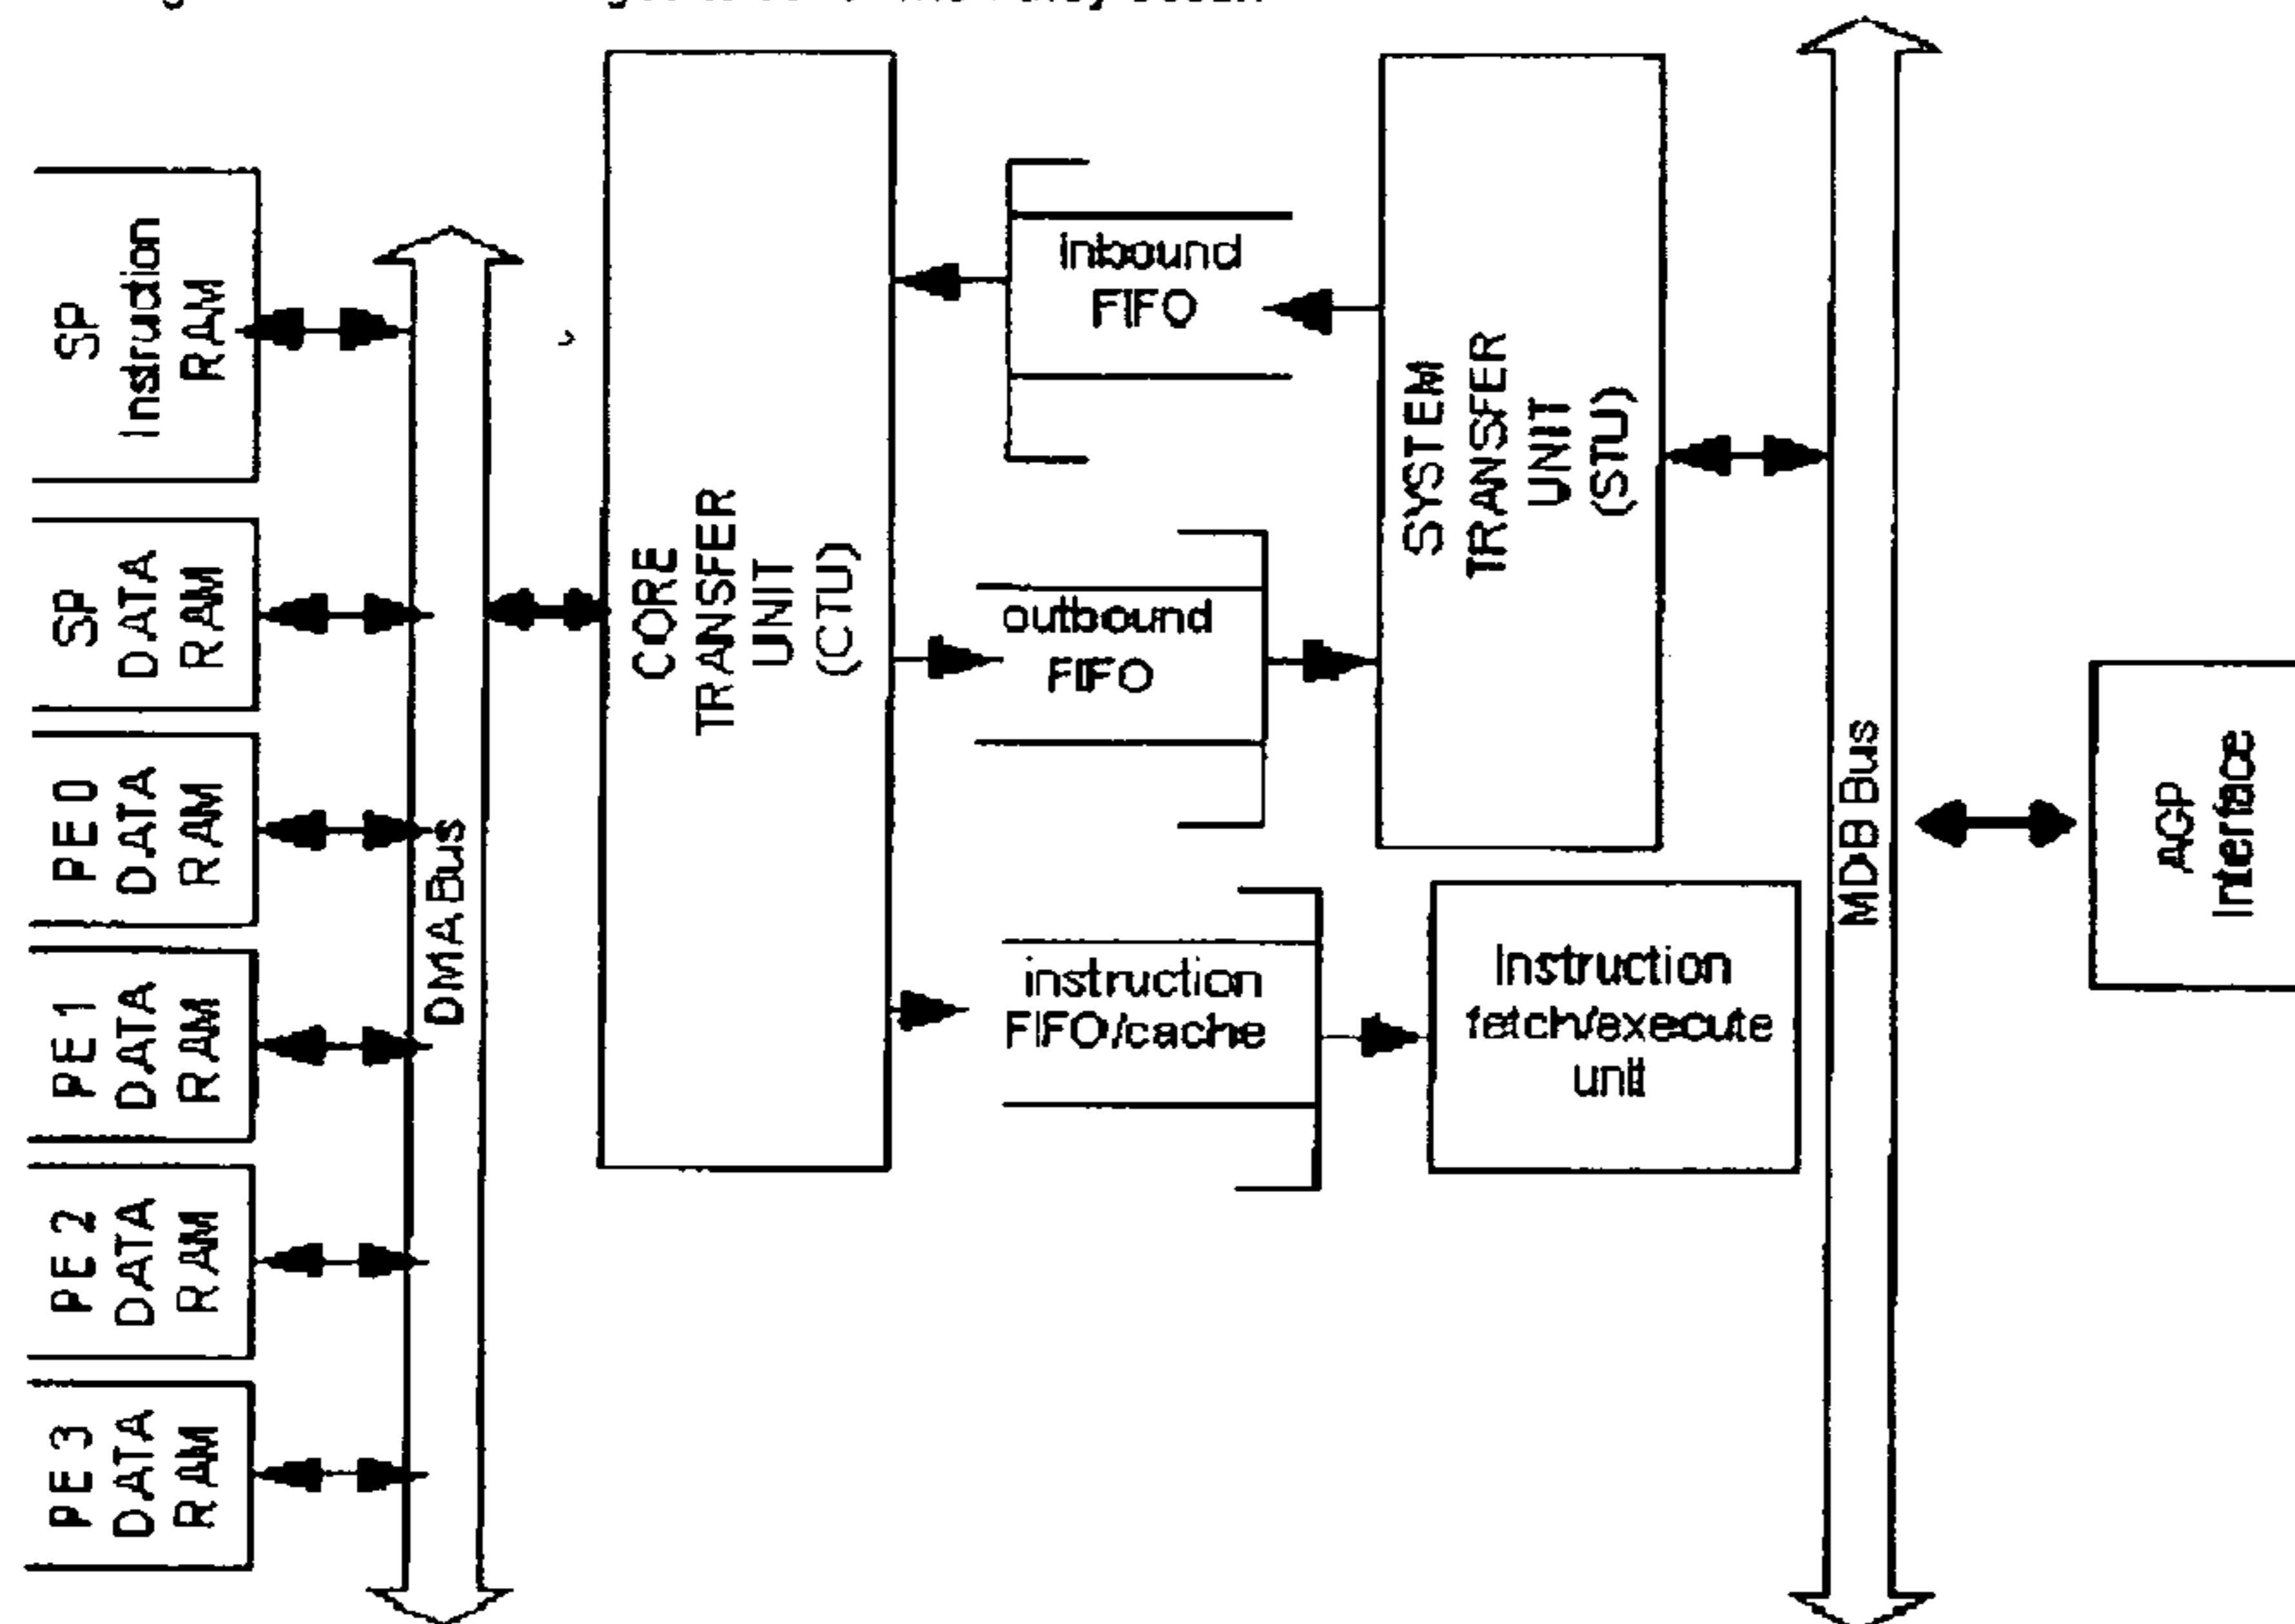 SP
Instruction
RAM
SP
DATA
RAM
PE 0
DATA
RAM
PE 1
DATA
RAM
PE 2
DATA
RAM
PE 3
DATA
RAM
DMA Bus
CORE
TRANSFER
UNIT
(CTU)
Inbound
FIFO
outbound
FIFO
instruction
FIFO/cache
SYSTEM
TRANSFER
UNIT
(STU)
Instruction
fetch/execute
unit
MDB Bus
AGP
Interface